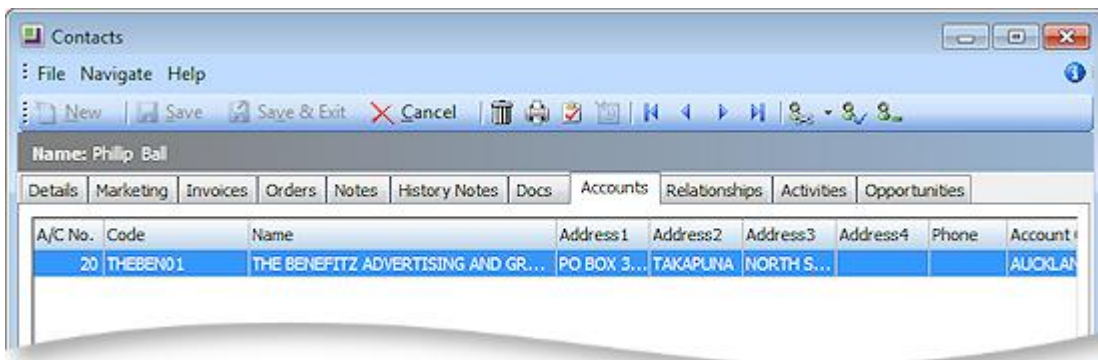 Contacts
File Navigate Help
New Save Save & Exit Cancel
Name: Philip Ball
Details Marketing Invoices Orders Notes History Notes Docs Accounts Relationships Activities Opportunities
A/C No. Code Name Address1 Address2 Address3 Address4 Phone Account
20 THEBEN01 THE BENEFITZ ADVERTISING AND GR... PO BOX 3... TAKAPUNA NORTH S... AUCKLAN